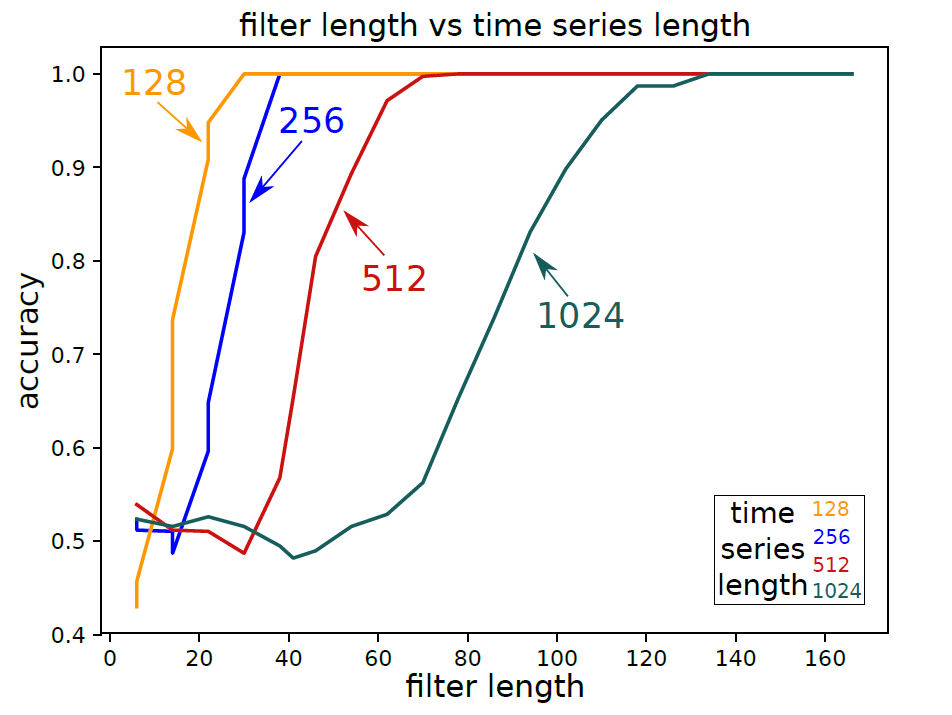 filter length vs time series length
1.0
0.9
0.8
0.7
0.6
0.5
0.4
accuracy
128
256
512
1024
time
series
length
128
256
512
1024
0 20 40 60 80 100 120 140 160
filter length